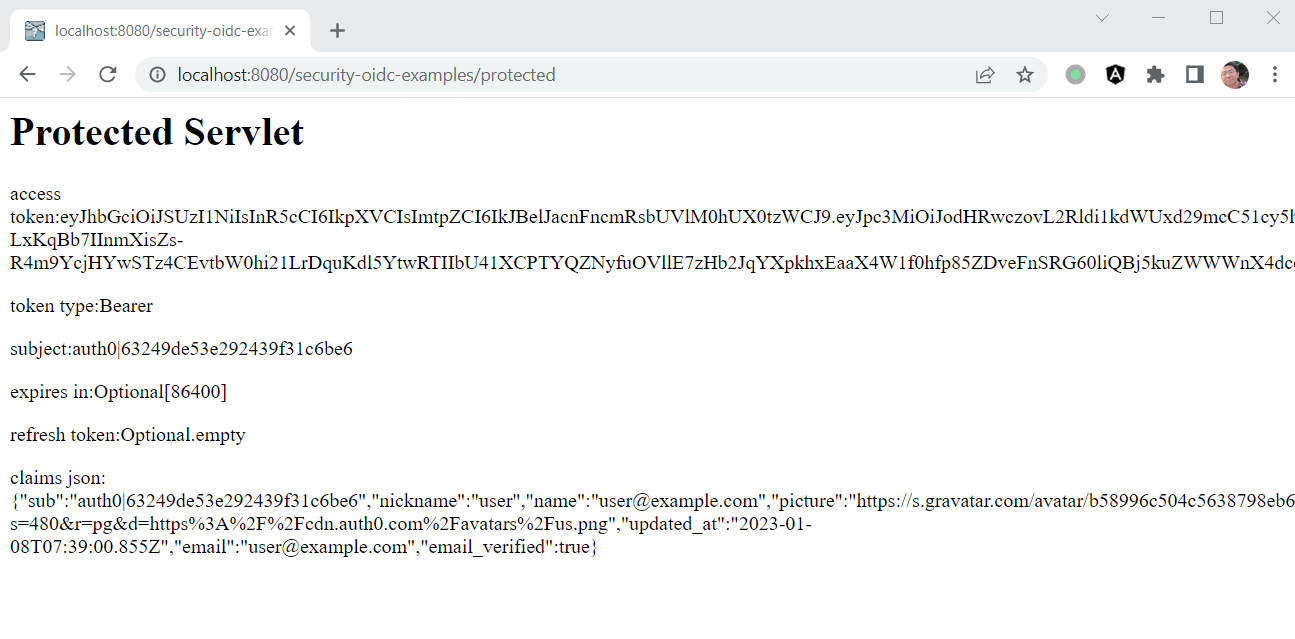 localhost:8080/security-oidc-exar
localhost:8080/security-oidc-examples/protected
Protected Servlet
access
token:eyJhbGciOiJSUzI1NiIsInR5cCI6IkpXVCIsImtpZCI6IkJBelJacnFncmRsbUVlM0hUX0tzWCJ9.eyJpc3MiOiJodHRwczovL2Rldi1kdWUxd29mcC51cy5h
LxKqBb7IInmXisZs-
R4m9YcjHYwSTz4CEvtbW0hi21LrDquKdl5YtwRTIIbU41XCPTYQZNyfuOVllE7zHb2JqYXpkhxEaaX4W1f0hfp85ZDveFnSRG60liQBj5kuZWWWnX4dc
token type:Bearer
subject:auth0|63249de53e292439f31c6be6
expires in:Optional[86400]
refresh token:Optional.empty
claims json:
{"sub":"auth0|63249de53e292439f31c6be6","nickname":"user","name":"user@example.com","picture":"https://s.gravatar.com/avatar/b58996c504c5638798eb6
s=480&r=pg&d=https%3A%2F%2Fcdn.auth0.com%2Favatars%2Fus.png","updated_at":"2023-01-
08T07:39:00.855Z","email":"user@example.com","email_verified":true}